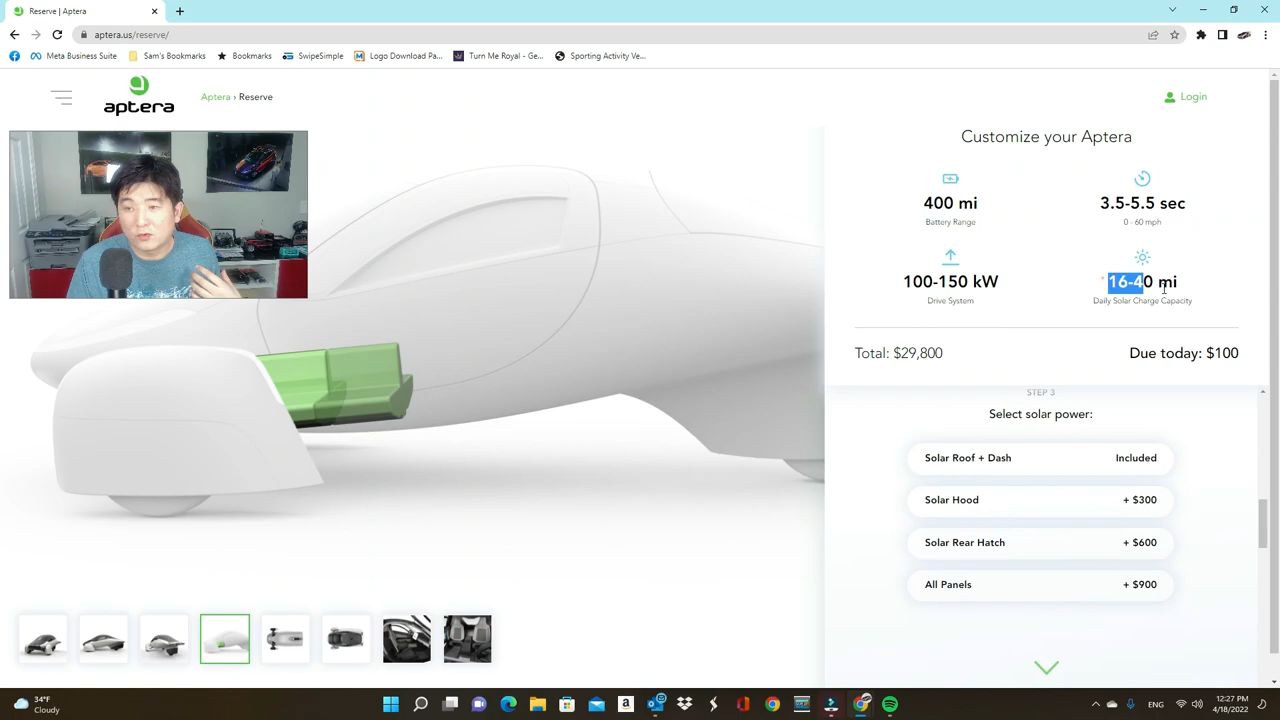 Reserve | Aptera
aptera.us/reserve/
Meta Business Suite
Sam's Bookmarks
Bookmarks
SwipeSimple
Logo Download Pa...
Turn Me Royal - Ge...
Sporting Activity Ve...
aptera
Aptera › Reserve
Login
Customize your Aptera
400 mi
Battery Range
3.5-5.5 sec
0 - 60 mph
100-150 kW
Drive System
* 16-40 mi
Daily Solar Charge Capacity
Total: $29,800
Due today: $100
STEP 3
Select solar power:
Solar Roof + Dash Included
Solar Hood + $300
Solar Rear Hatch + $600
All Panels + $900
34°F
Cloudy
ENG
12:27 PM
4/18/2022